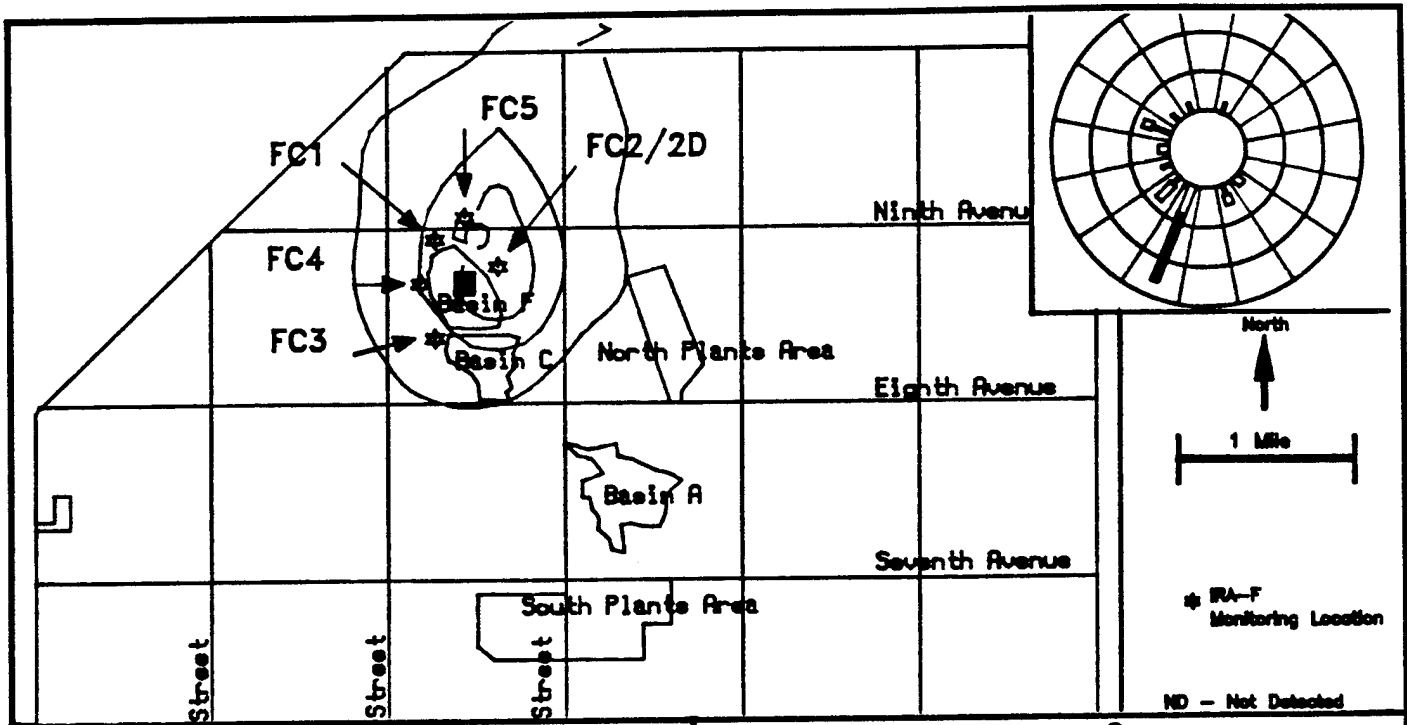 FC5
FC1
FC2/2D
Ninth Avenu
FC4
Basin F
North
FC3
Basin C
North Plants Area
Eighth Avenue
1 Mile
Basin A
Seventh Avenue
South Plants Area
IRA-F
Monitoring Location
Street
Street
Street
ND - Not Detected